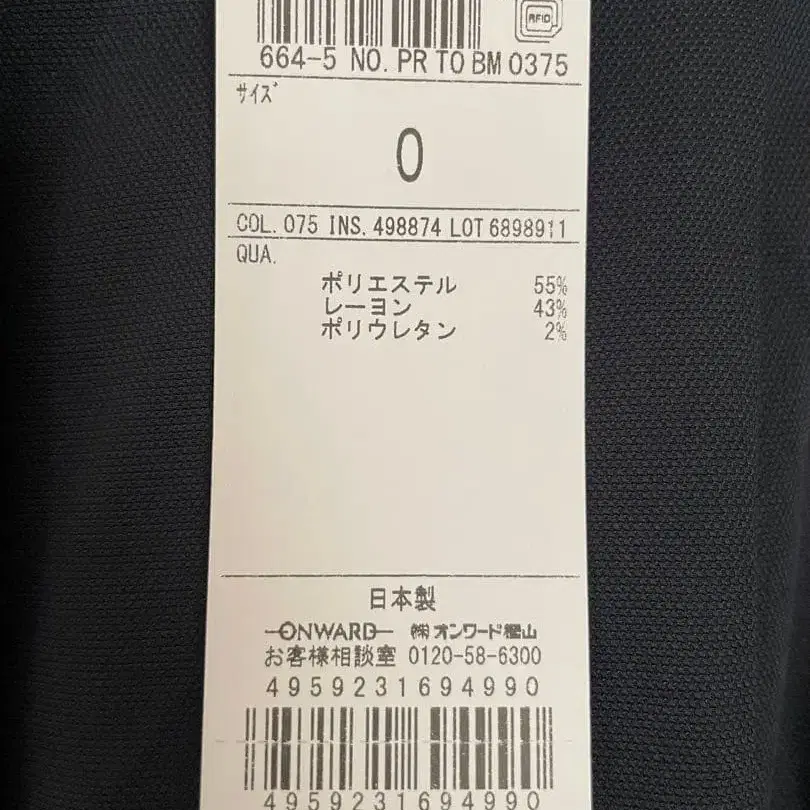 RFID
664-5 NO. PR TO BM 0375
サイズ
0
COL. 075 INS. 498874 LOT 6898911
QUA.
ポリエステル 55%
レーヨン 43%
ポリウレタン 2%
日本製
ONWARD ㈱オンワード樫山
お客様相談室 0120-58-6300
4959231694990
4959231694990